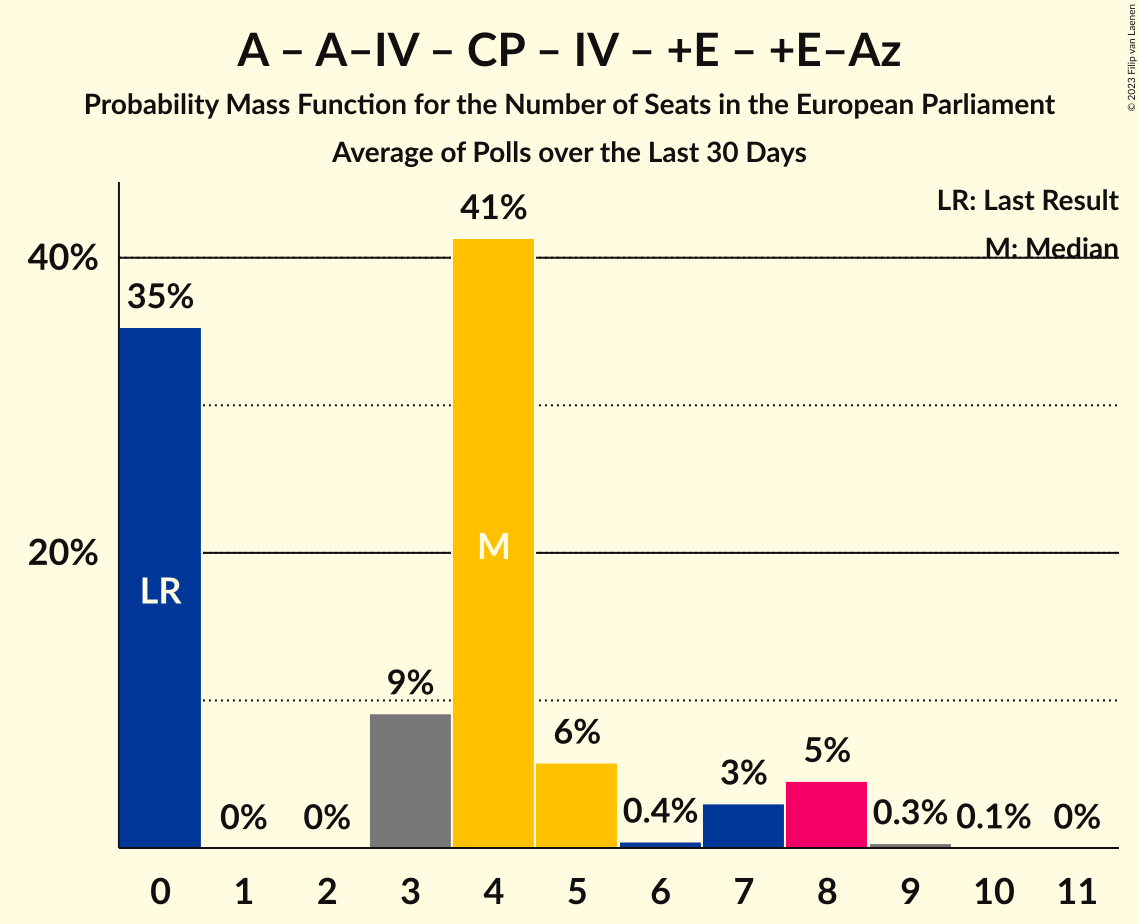 A – A–IV – CP – IV – +E – +E–Az
Probability Mass Function for the Number of Seats in the European Parliament
Average of Polls over the Last 30 Days
© 2023 Filip van Laenen
LR: Last Result
M: Median
40%
20%
35%
0%
0%
9%
41%
6%
0.4%
3%
5%
0.3%
0.1%
0%
LR
M
0 1 2 3 4 5 6 7 8 9 10 11